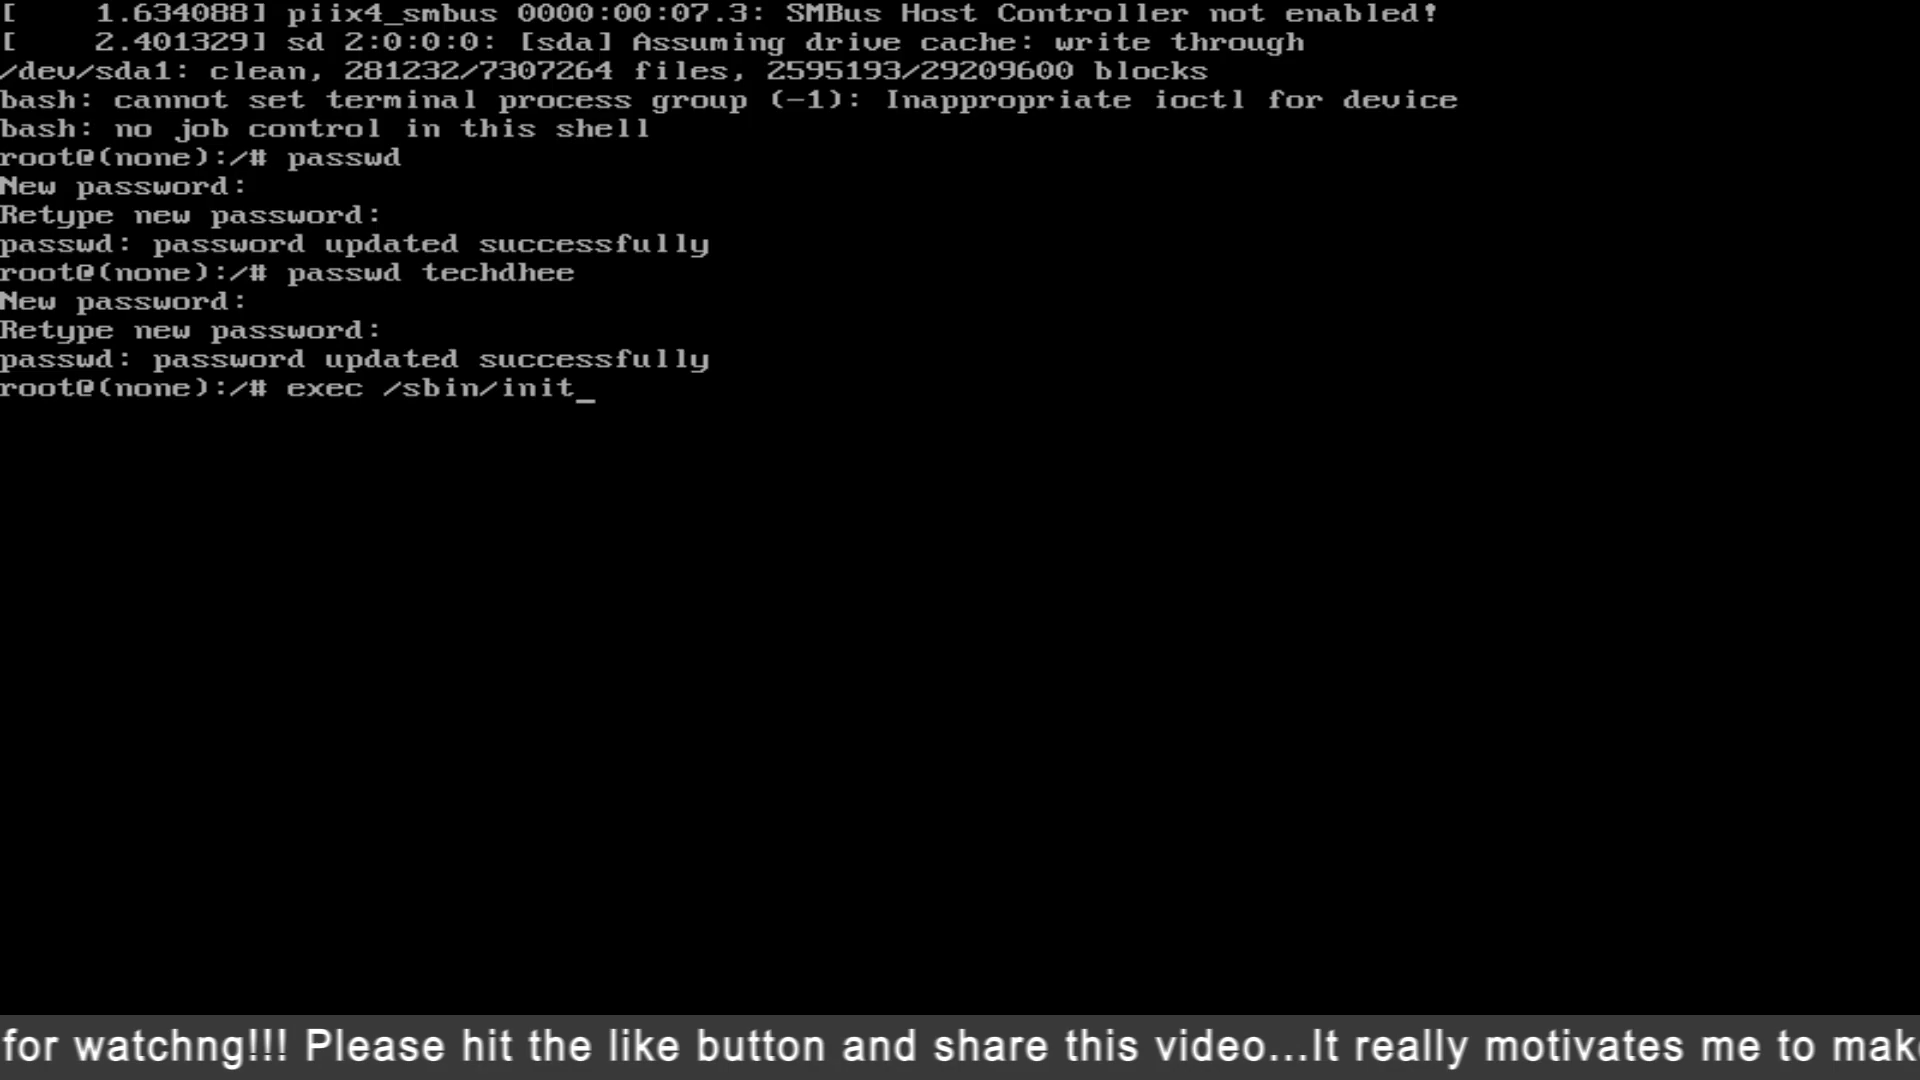 [    1.634088] piix4_smbus 0000:00:07.3: SMBus Host Controller not enabled!
[    2.401329] sd 2:0:0:0: [sda] Assuming drive cache: write through
/dev/sda1: clean, 281232/7307264 files, 2595193/29209600 blocks
bash: cannot set terminal process group (-1): Inappropriate ioctl for device
bash: no job control in this shell
root@(none):/# passwd
New password:
Retype new password:
passwd: password updated successfully
root@(none):/# passwd techdhee
New password:
Retype new password:
passwd: password updated successfully
root@(none):/# exec /sbin/init_
for watchng!!! Please hit the like button and share this video...It really motivates me to mak